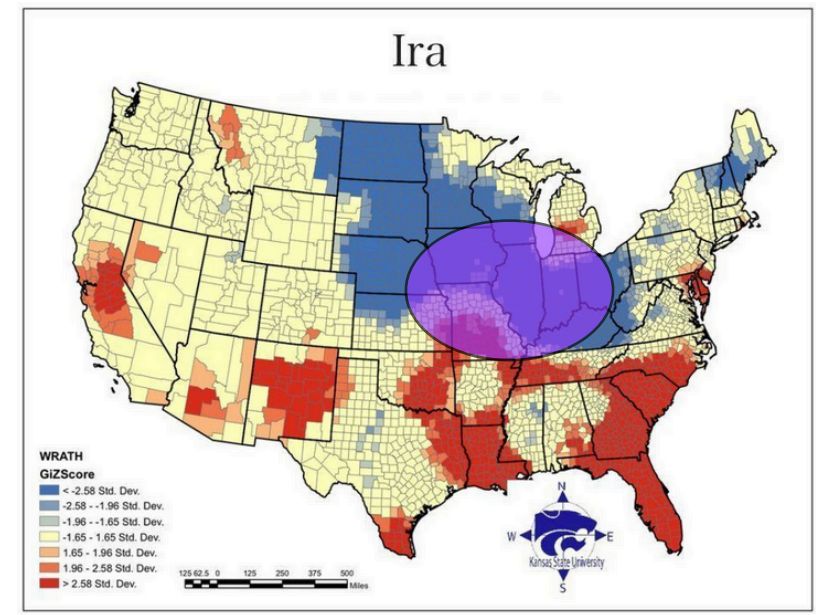 Ira
WRATH
GiZScore
< -2.58 Std. Dev.
-2.58 - -1.96 Std. Dev.
-1.96 - -1.65 Std. Dev.
-1.65 - 1.65 Std. Dev.
1.65 - 1.96 Std. Dev.
1.96 - 2.58 Std. Dev.
> 2.58 Std. Dev.
125 62.5 0 125 250 375 500
Miles
N
W E
Kansas State University
S